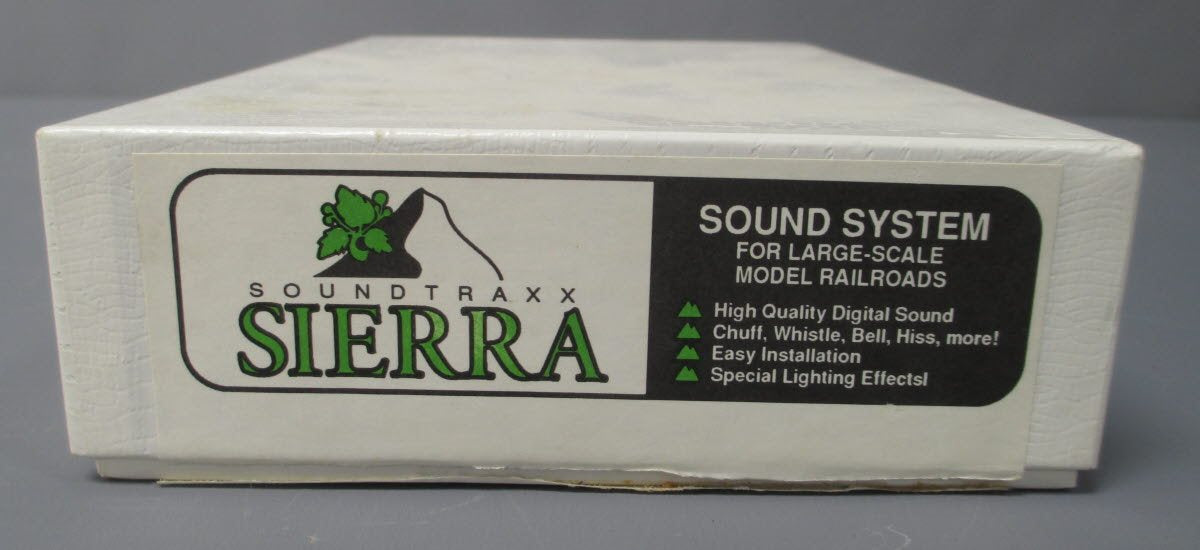 SOUNDTRAXX
SIERRA
SOUND SYSTEM
FOR LARGE-SCALE
MODEL RAILROADS
High Quality Digital Sound
Chuff, Whistle, Bell, Hiss, more!
Easy Installation
Special Lighting Effects!